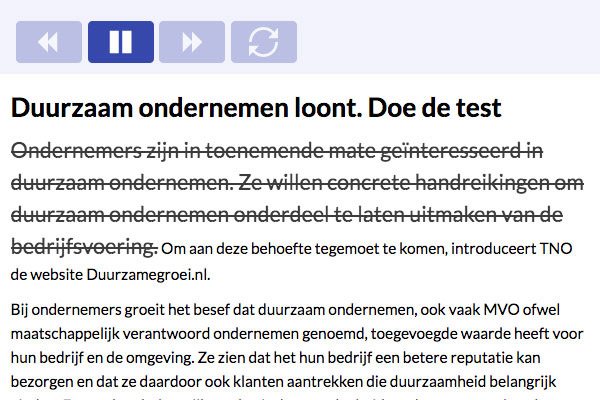 Duurzaam ondernemen loont. Doe de test
Ondernemers zijn in toenemende mate geïnteresseerd in
duurzaam ondernemen. Ze willen concrete handreikingen om
duurzaam ondernemen onderdeel te laten uitmaken van de
bedrijfsvoering. Om aan deze behoefte tegemoet te komen, introduceert TNO
de website Duurzamegroei.nl.
Bij ondernemers groeit het besef dat duurzaam ondernemen, ook vaak MVO ofwel
maatschappelijk verantwoord ondernemen genoemd, toegevoegde waarde heeft voor
hun bedrijf en de omgeving. Ze zien dat het hun bedrijf een betere reputatie kan
bezorgen en dat ze daardoor ook klanten aantrekken die duurzaamheid belangrijk